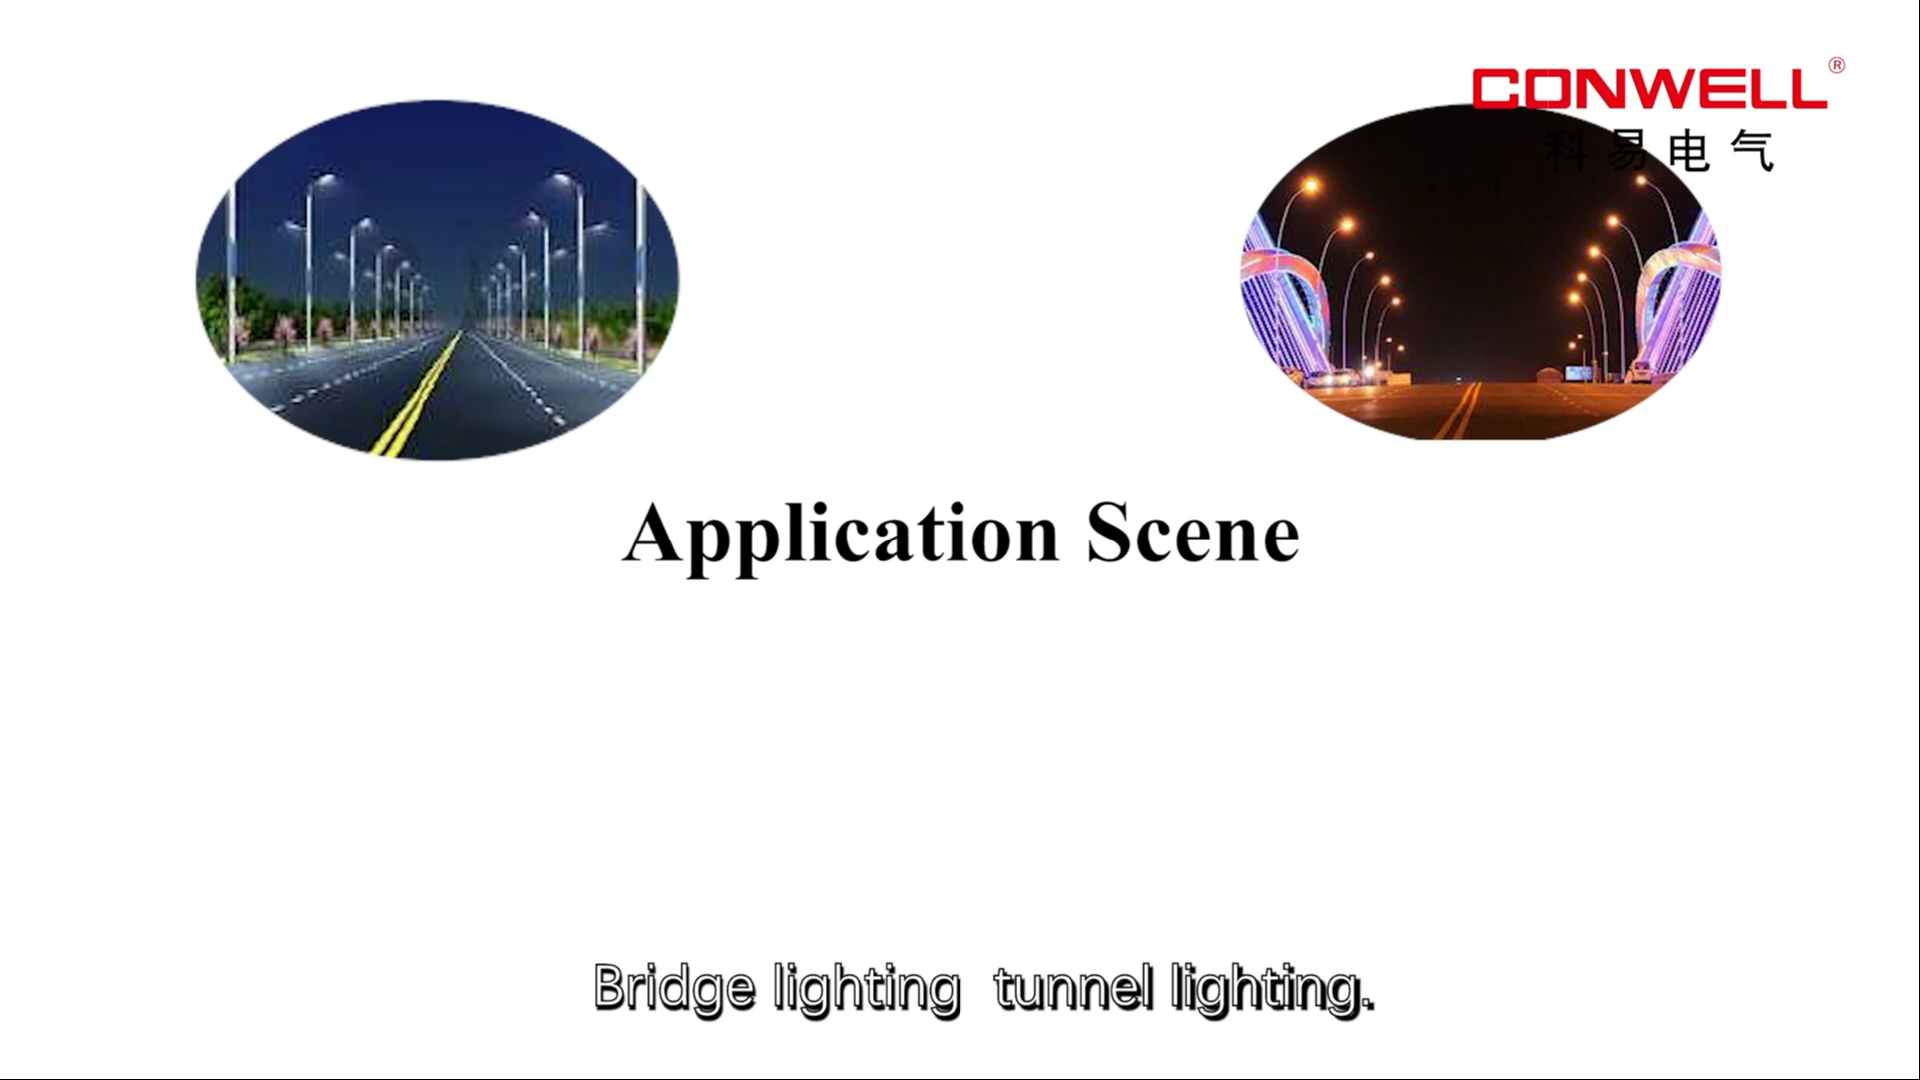 CONWELL®
科易电气
Application Scene
Bridge lighting tunnel lighting.